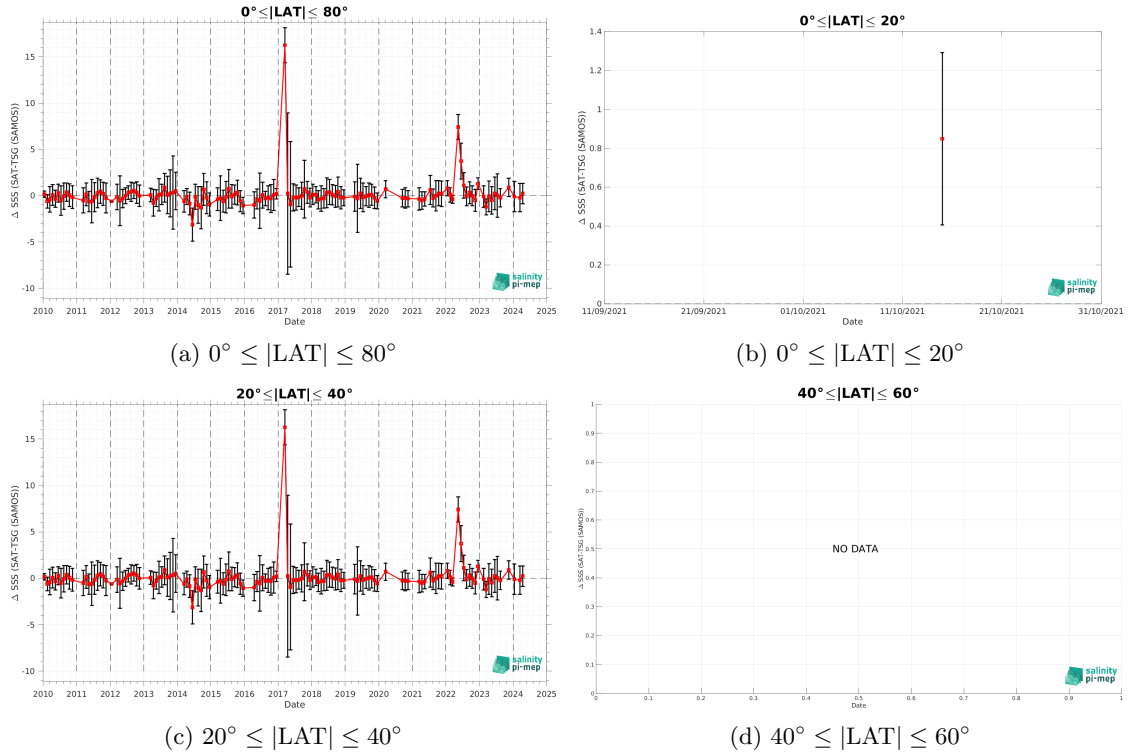 0°≤|LAT|≤ 80°
Δ SSS (SAT-TSG (SAMOS))
15
10
5
0
-5
-10
2010 2011 2012 2013 2014 2015 2016 2017 2018 2019 2020 2021 2022 2023 2024 2025
Date
salinity
pi-mep
(a) 0° ≤ |LAT| ≤ 80°
0°≤|LAT|≤ 20°
Δ SSS (SAT-TSG (SAMOS))
1.4
1.2
1
0.8
0.6
0.4
0.2
0
11/09/2021 21/09/2021 01/10/2021 11/10/2021 21/10/2021 31/10/2021
Date
salinity
pi-mep
(b) 0° ≤ |LAT| ≤ 20°
20°≤|LAT|≤ 40°
Δ SSS (SAT-TSG (SAMOS))
15
10
5
0
-5
-10
2010 2011 2012 2013 2014 2015 2016 2017 2018 2019 2020 2021 2022 2023 2024 2025
Date
salinity
pi-mep
(c) 20° ≤ |LAT| ≤ 40°
40°≤|LAT|≤ 60°
Δ SSS (SAT-TSG (SAMOS))
1
0.9
0.8
0.7
0.6
0.5
0.4
0.3
0.2
0.1
0
NO DATA
0 0.1 0.2 0.3 0.4 0.5 0.6 0.7 0.8 0.9 1
Date
salinity
pi-mep
(d) 40° ≤ |LAT| ≤ 60°